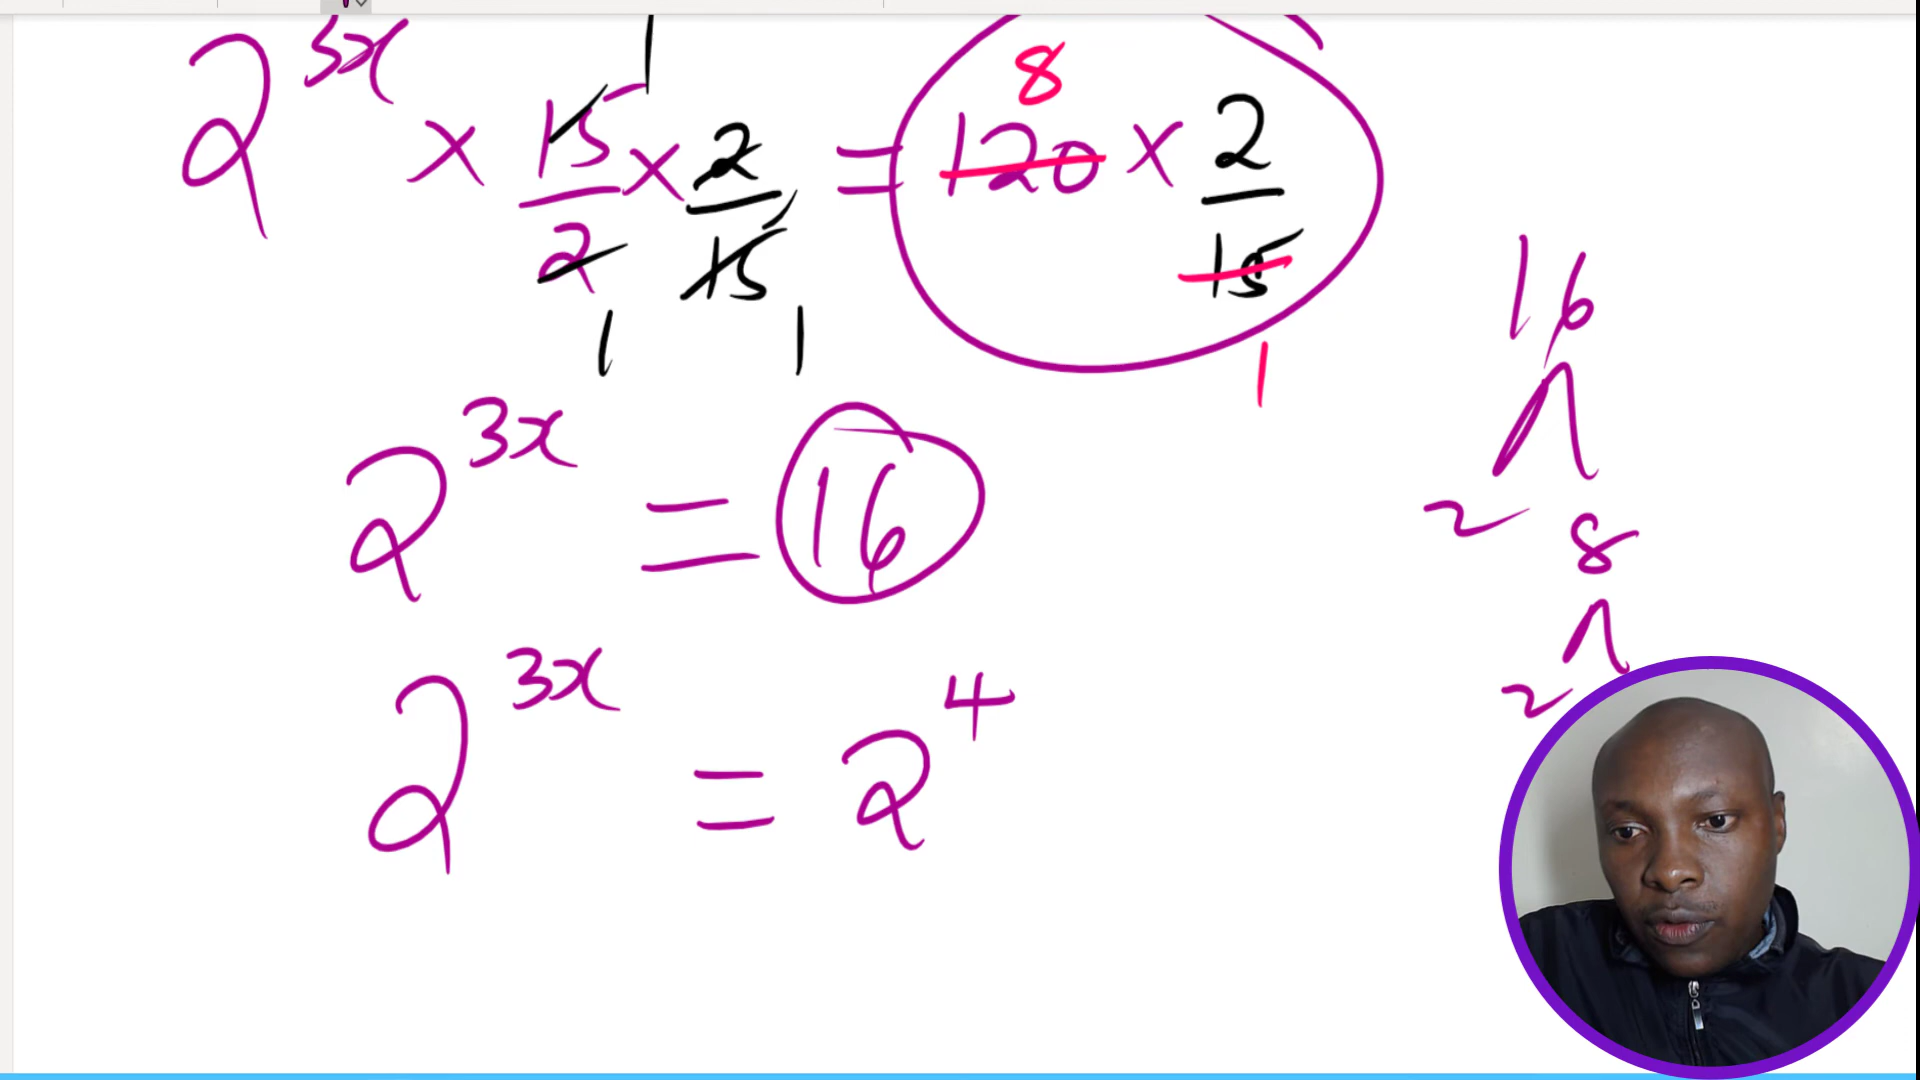 2^{3x} × 15/2 × 2/15 = 120 × 2/15
1
8
1
1
1
2^{3x} = 16
2^{3x} = 2^4
16
2 8
2